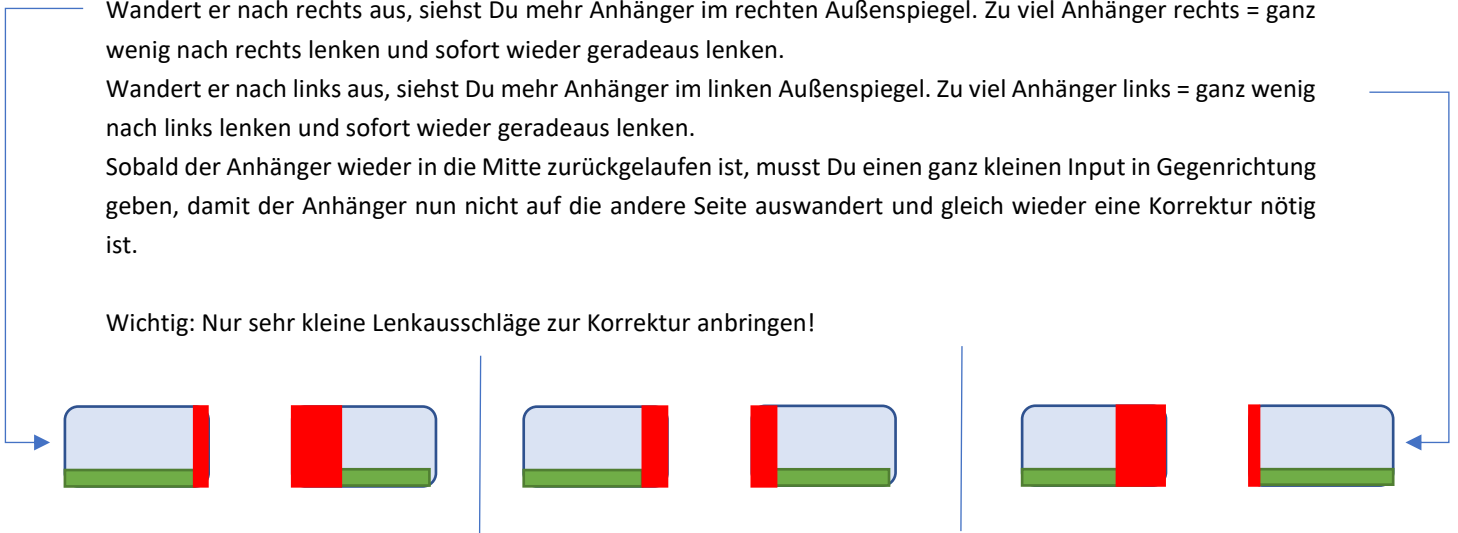 Wandert er nach rechts aus, siehst Du mehr Anhänger im rechten Außenspiegel. Zu viel Anhänger rechts = ganz
wenig nach rechts lenken und sofort wieder geradeaus lenken.
Wandert er nach links aus, siehst Du mehr Anhänger im linken Außenspiegel. Zu viel Anhänger links = ganz wenig
nach links lenken und sofort wieder geradeaus lenken.
Sobald der Anhänger wieder in die Mitte zurückgelaufen ist, musst Du einen ganz kleinen Input in Gegenrichtung
geben, damit der Anhänger nun nicht auf die andere Seite auswandert und gleich wieder eine Korrektur nötig
ist.
Wichtig: Nur sehr kleine Lenkausschläge zur Korrektur anbringen!